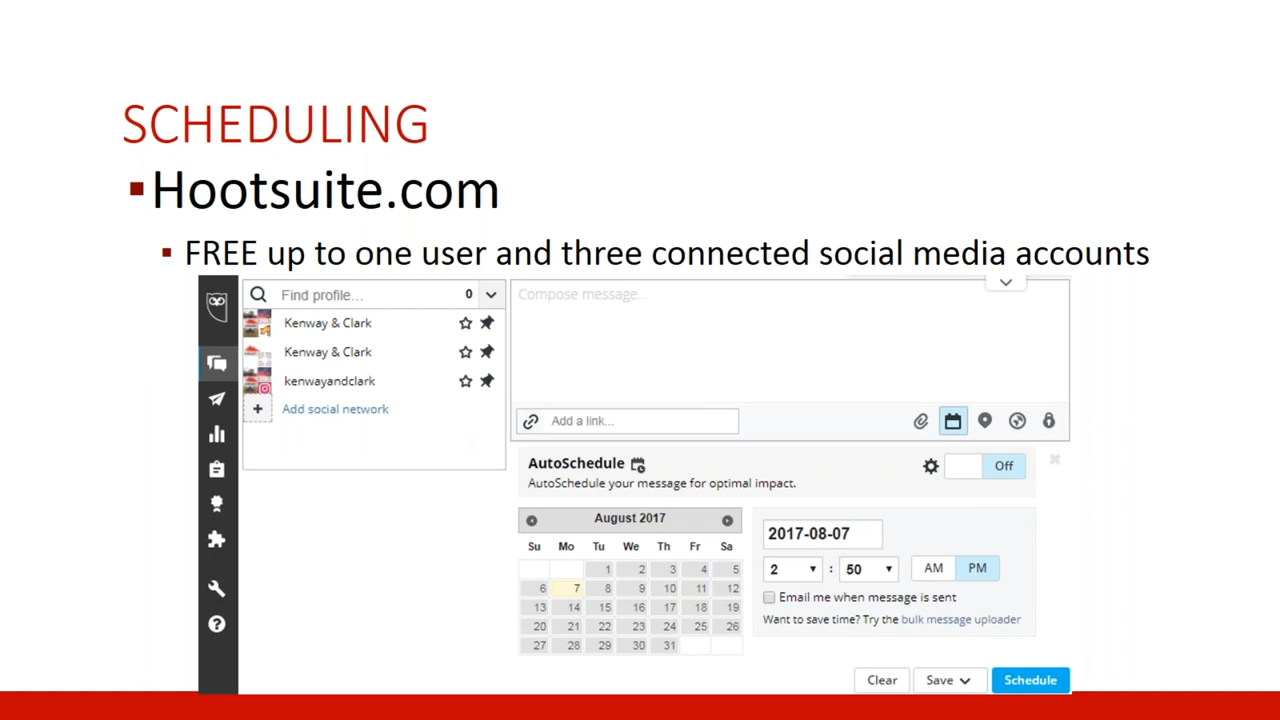 SCHEDULING
▪Hootsuite.com
▪ FREE up to one user and three connected social media accounts
Find profile... 0
Kenway & Clark
Kenway & Clark
kenwayandclark
+ Add social network
Compose message...
Add a link...
AutoSchedule
Off
AutoSchedule your message for optimal impact.
August 2017
Su Mo Tu We Th Fr Sa
1 2 3 4 5
6 7 8 9 10 11 12
13 14 15 16 17 18 19
20 21 22 23 24 25 26
27 28 29 30 31
2017-08-07
2 : 50 AM PM
Email me when message is sent
Want to save time? Try the bulk message uploader
Clear Save Schedule